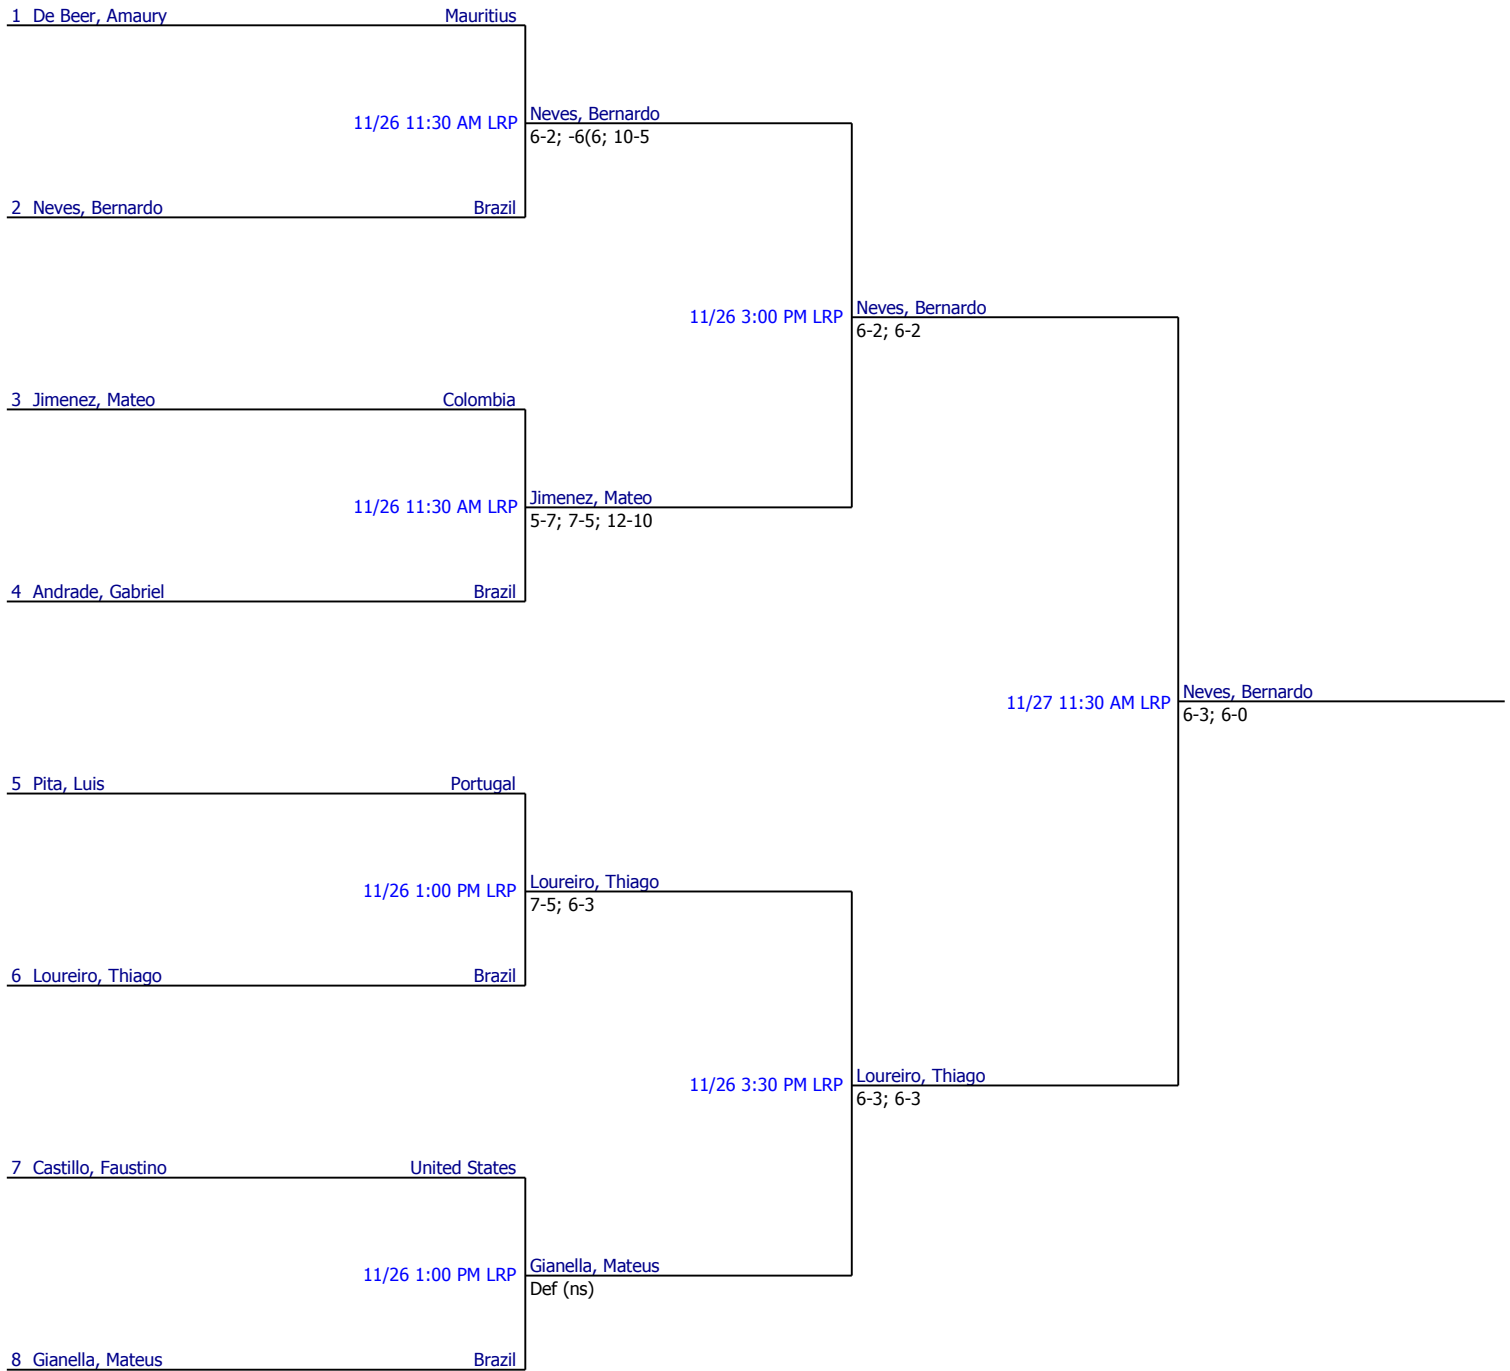 1 De Beer, Amaury Mauritius
11/26 11:30 AM LRP
Neves, Bernardo
6-2; -6(6; 10-5
2 Neves, Bernardo Brazil
11/26 3:00 PM LRP
Neves, Bernardo
6-2; 6-2
3 Jimenez, Mateo Colombia
11/26 11:30 AM LRP
Jimenez, Mateo
5-7; 7-5; 12-10
4 Andrade, Gabriel Brazil
11/27 11:30 AM LRP
Neves, Bernardo
6-3; 6-0
5 Pita, Luis Portugal
11/26 1:00 PM LRP
Loureiro, Thiago
7-5; 6-3
6 Loureiro, Thiago Brazil
11/26 3:30 PM LRP
Loureiro, Thiago
6-3; 6-3
7 Castillo, Faustino United States
11/26 1:00 PM LRP
Gianella, Mateus
Def (ns)
8 Gianella, Mateus Brazil